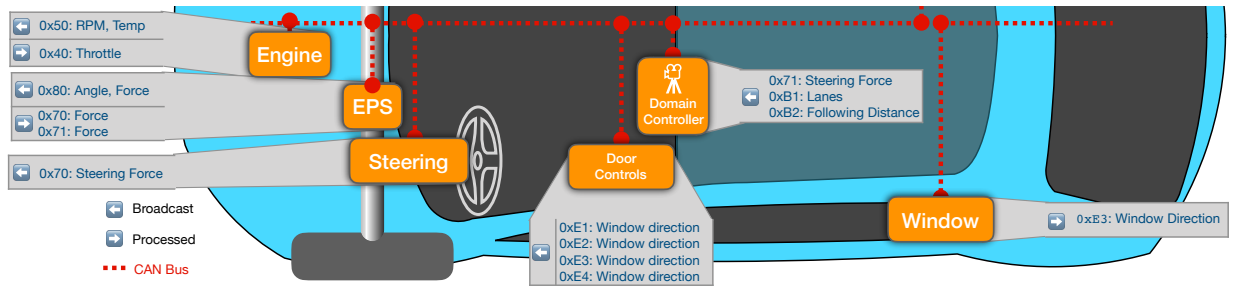 0x50: RPM, Temp
0x40: Throttle
Engine
0x80: Angle, Force
0x70: Force
0x71: Force
EPS
0x70: Steering Force
Steering
Domain
Controller
0x71: Steering Force
0xB1: Lanes
0xB2: Following Distance
Door
Controls
0xE1: Window direction
0xE2: Window direction
0xE3: Window direction
0xE4: Window direction
Window
0xE3: Window Direction
Broadcast
Processed
CAN Bus